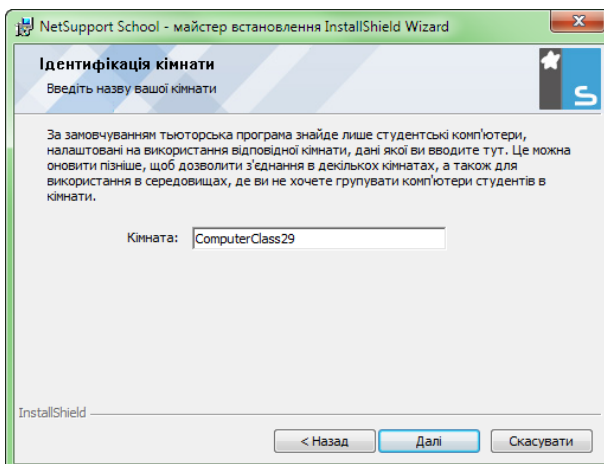 NetSupport School - майстер встановлення InstallShield Wizard
Ідентифікація кімнати
Введіть назву вашої кімнати
S
За замовчуванням тьюторська програма знайде лише студентські комп'ютери,
налаштовані на використання відповідної кімнати, дані якої ви вводите тут. Це можна
оновити пізніше, щоб дозволити з'єднання в декількох кімнатах, а також для
використання в середовищах, де ви не хочете групувати комп'ютери студентів в
кімнати.
Кімната: ComputerClass29
InstallShield
< Назад Далі Скасувати